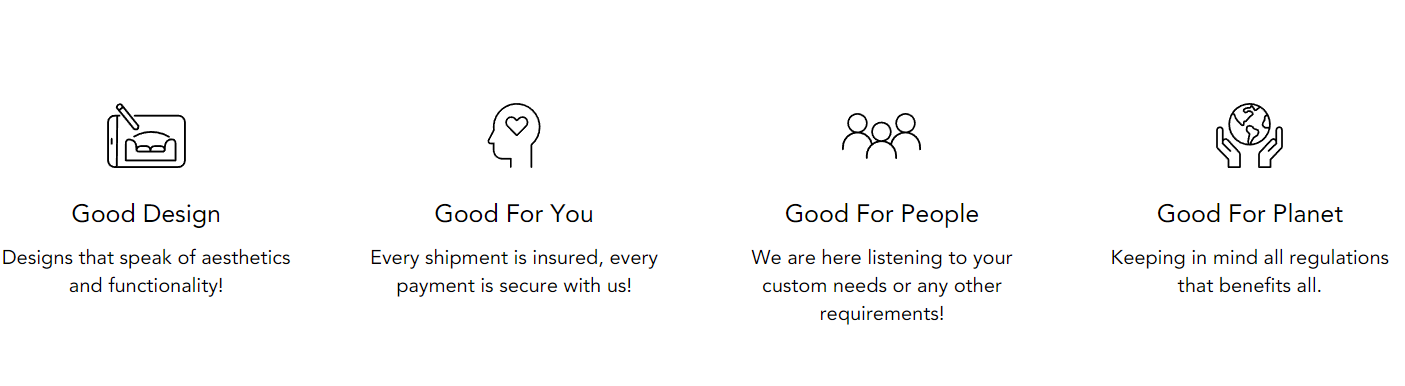 Good Design
Designs that speak of aesthetics
and functionality!
Good For You
Every shipment is insured, every
payment is secure with us!
Good For People
We are here listening to your
custom needs or any other
requirements!
Good For Planet
Keeping in mind all regulations
that benefits all.